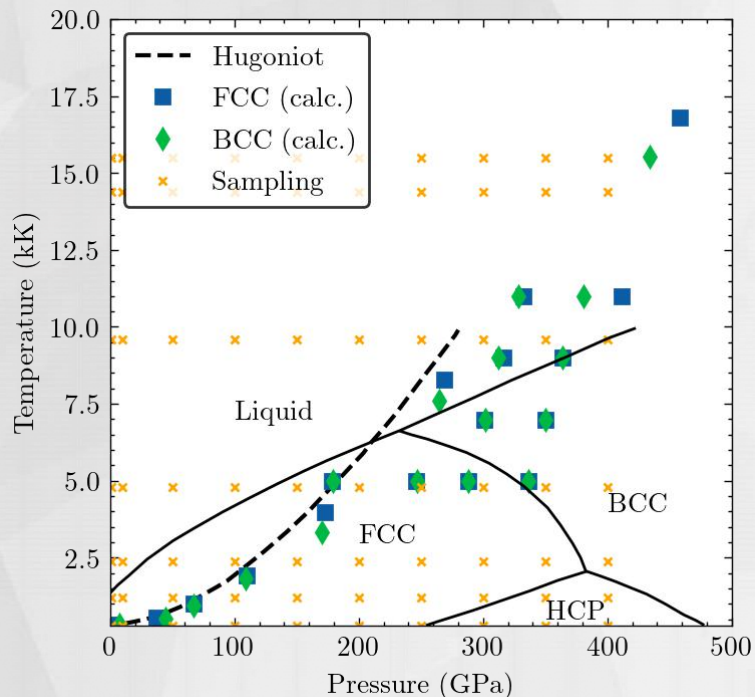 20.0
17.5
15.0
12.5
10.0
7.5
5.0
2.5
Temperature (kK)
Hugoniot
FCC (calc.)
BCC (calc.)
Sampling
Liquid
FCC
BCC
HCP
0 100 200 300 400 500
Pressure (GPa)